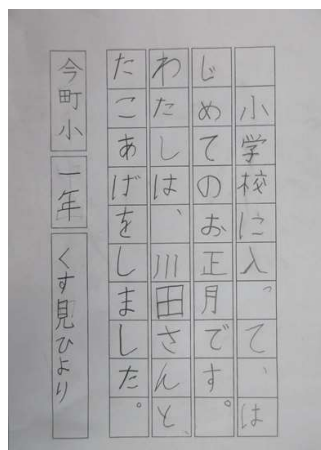 小学校に入って、は
じめてのお正月です。
わたしは、川田さんと、
たこあげをしました。
今町小 一年 くす見ひより